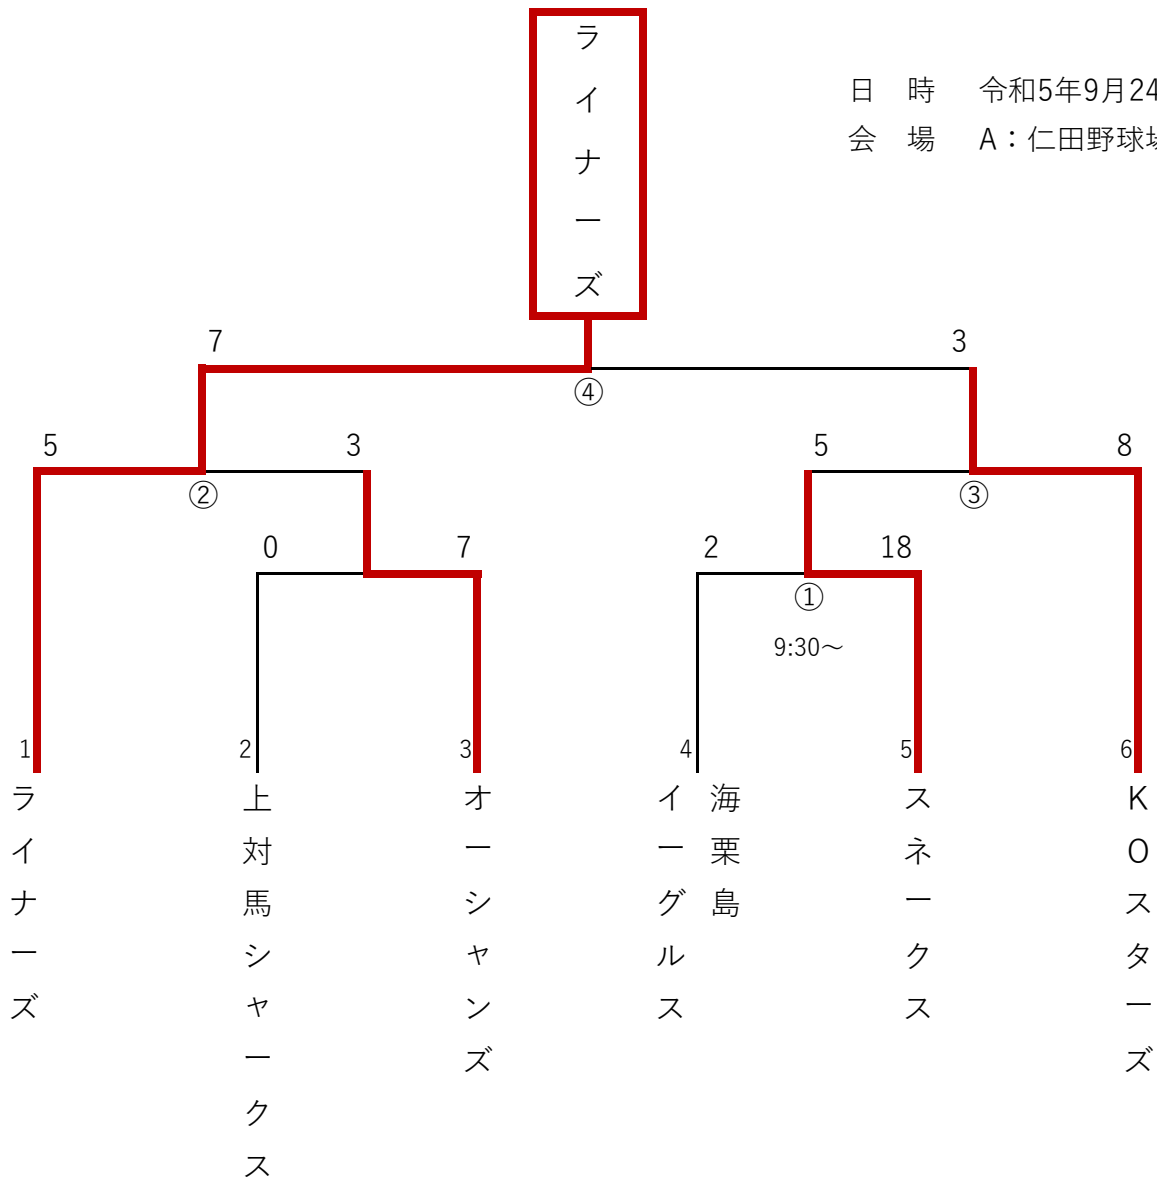 ライナーズ
日　時　令和5年9月24
会　場　A：仁田野球場
7
3
④
5
3
5
8
②
③
0
7
2
18
①
9:30～
1
2
3
4
5
6
ライナーズ
上対馬シャークス
オーシャンズ
海栗島
イーグルス
スネークス
KOスターズ